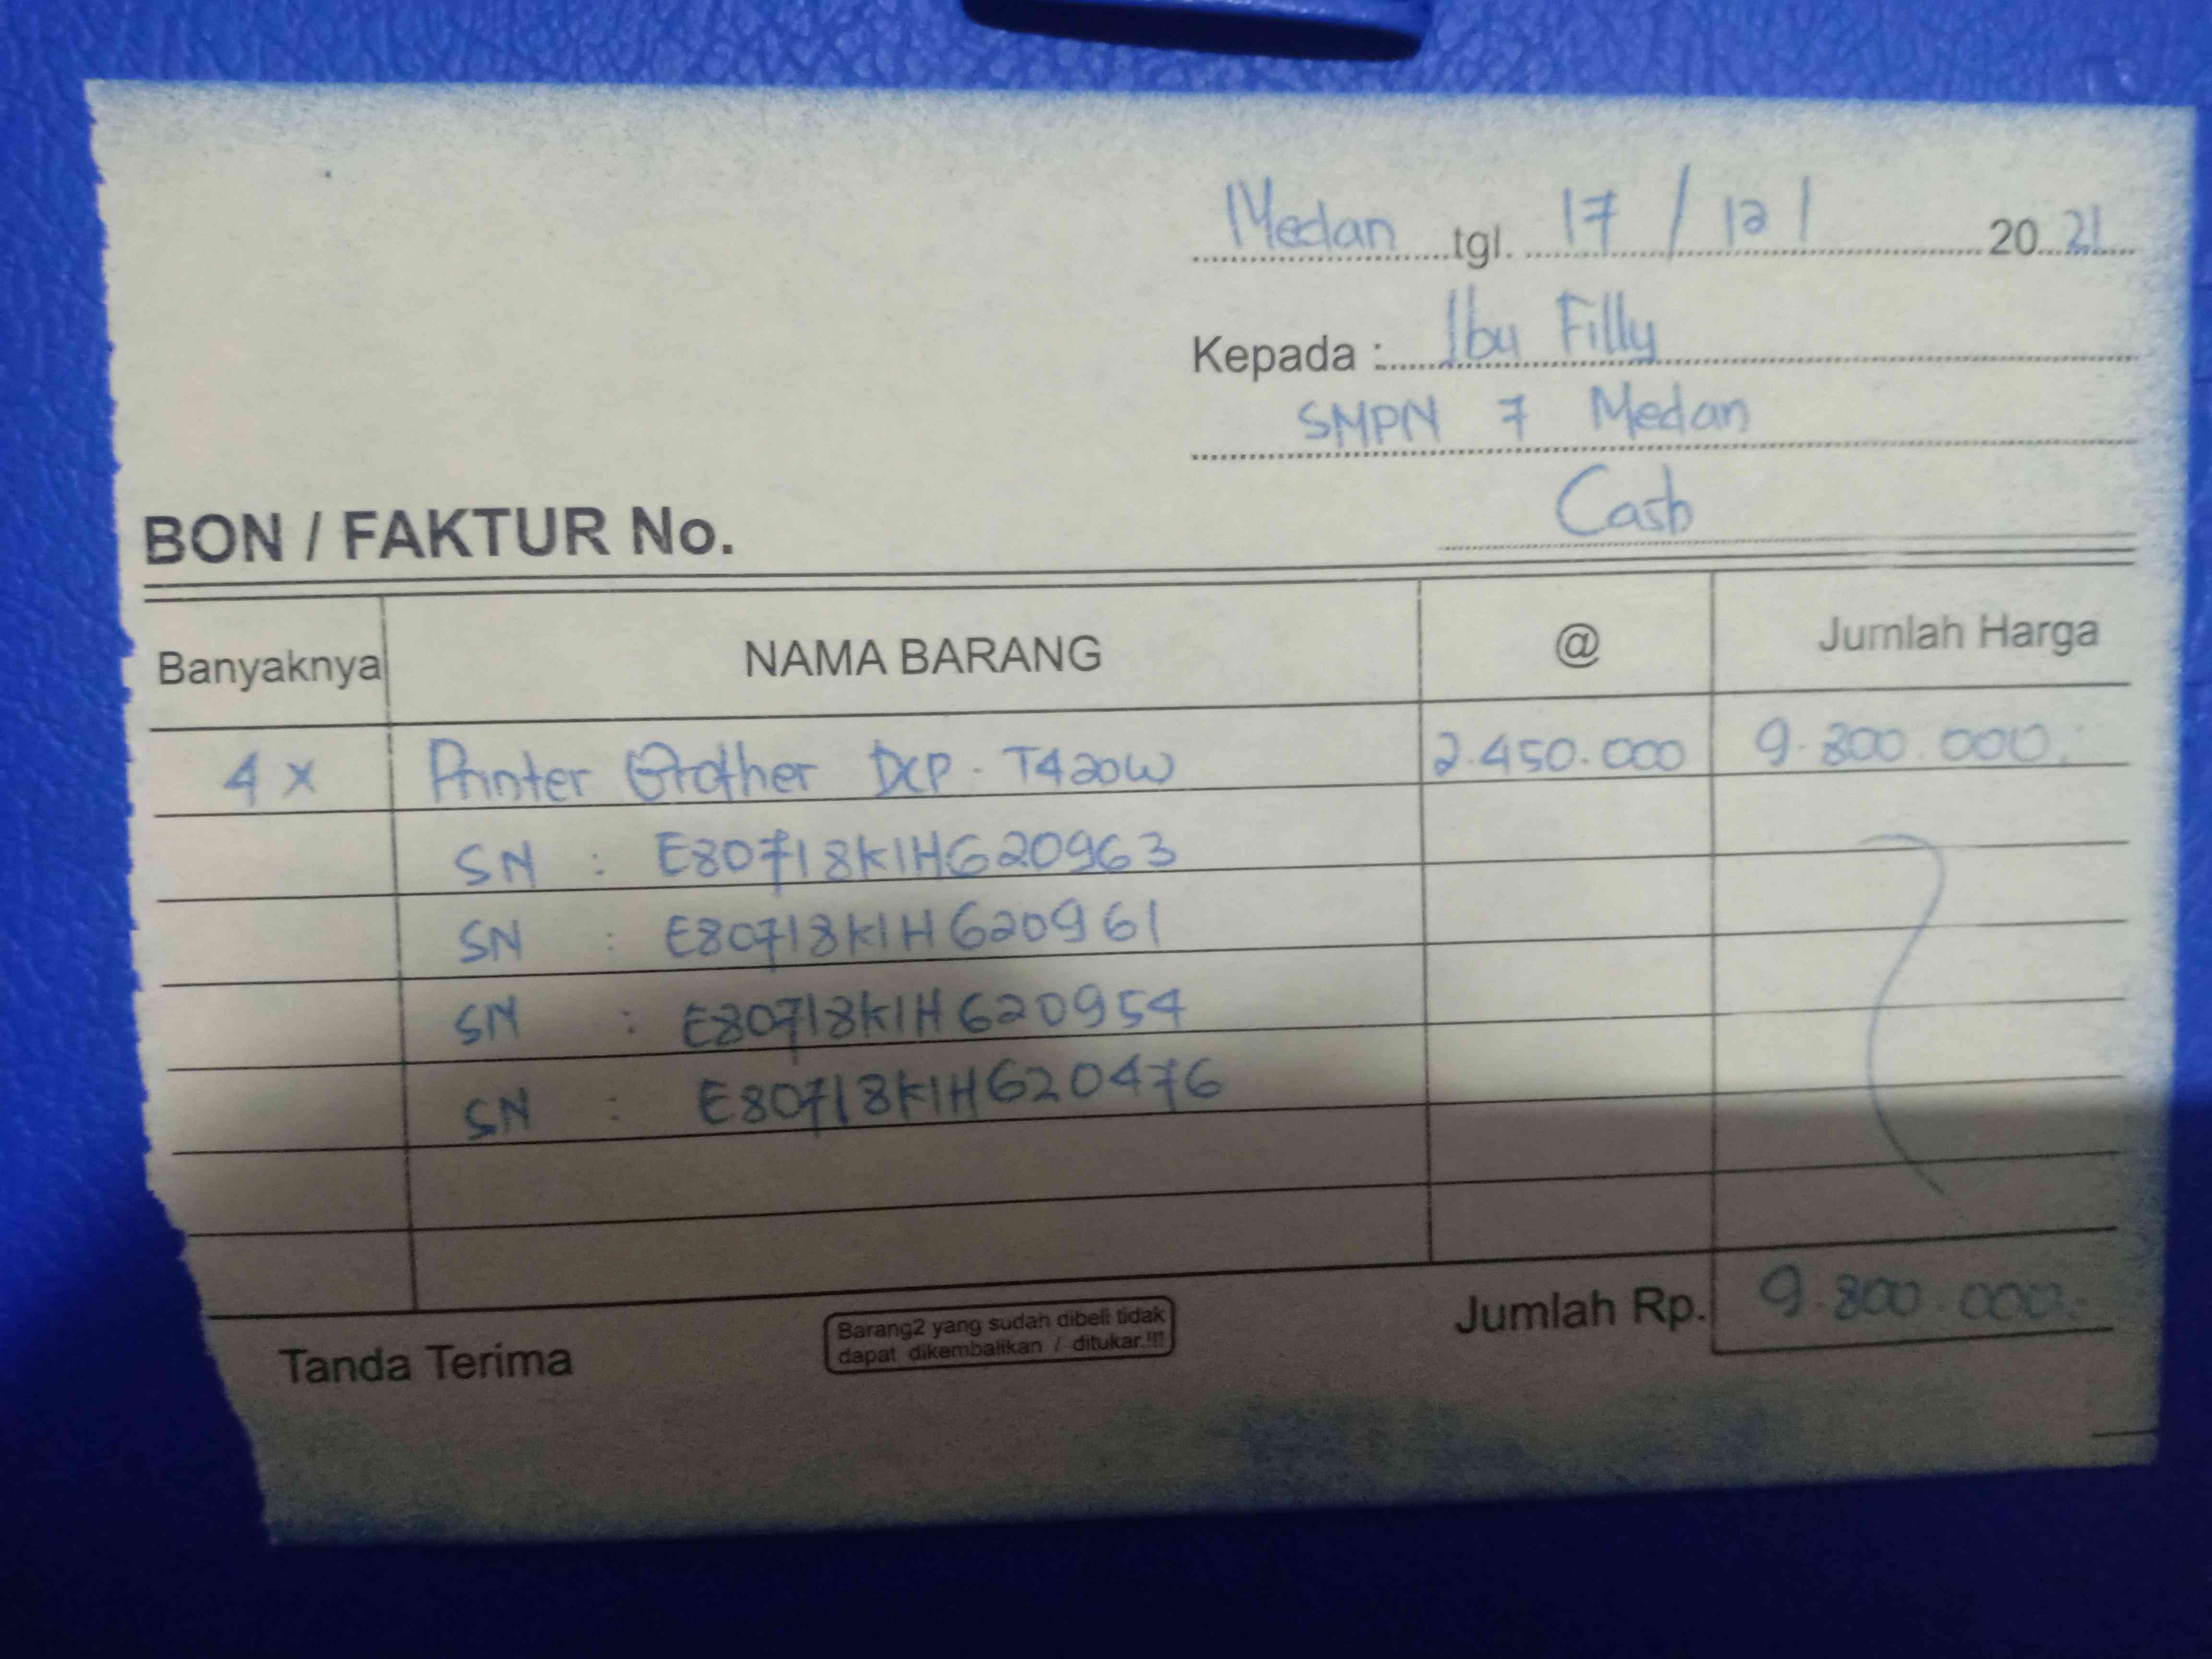 Medan tgl. 17 / 12 / 2021
Kepada : Ibu Filly
SMPN 7 Medan
Cash
BON / FAKTUR No.
Banyaknya NAMA BARANG @ Jumlah Harga
4 x Printer Brother DCP - T420W 2.450.000 9.800.000.
SN : E80718K1H620963
SN : E80718K1H620961
SN : E80718K1H620954
SN : E80718K1H620476
Jumlah Rp. 9.800.000.
Tanda Terima
Barang2 yang sudah dibeli tidak
dapat dikembalikan / ditukar.!!!